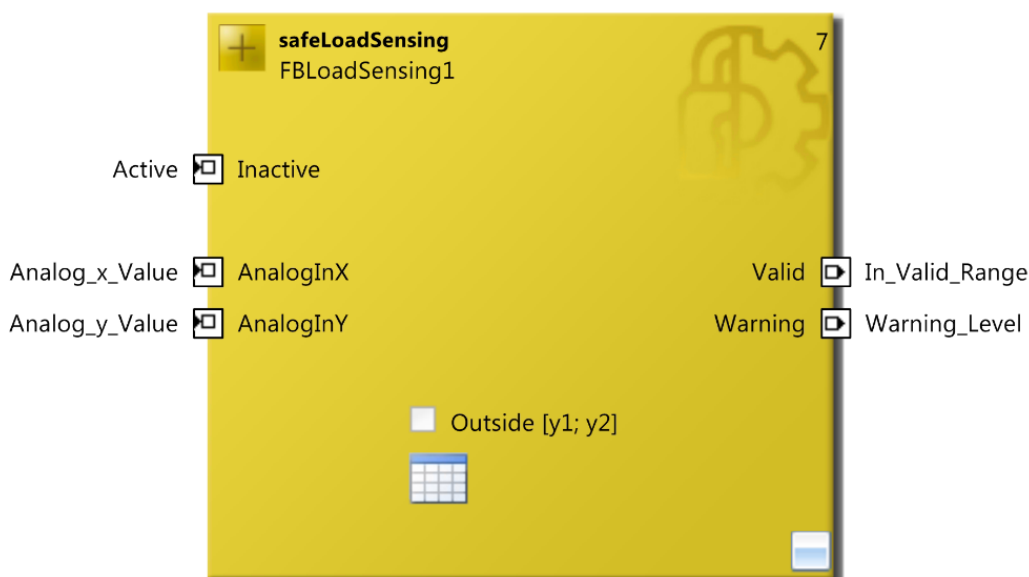 safeLoadSensing 7
FBLoadSensing1
Active Inactive
Analog_x_Value AnalogInX Valid In_Valid_Range
Analog_y_Value AnalogInY Warning Warning_Level
Outside [y1; y2]